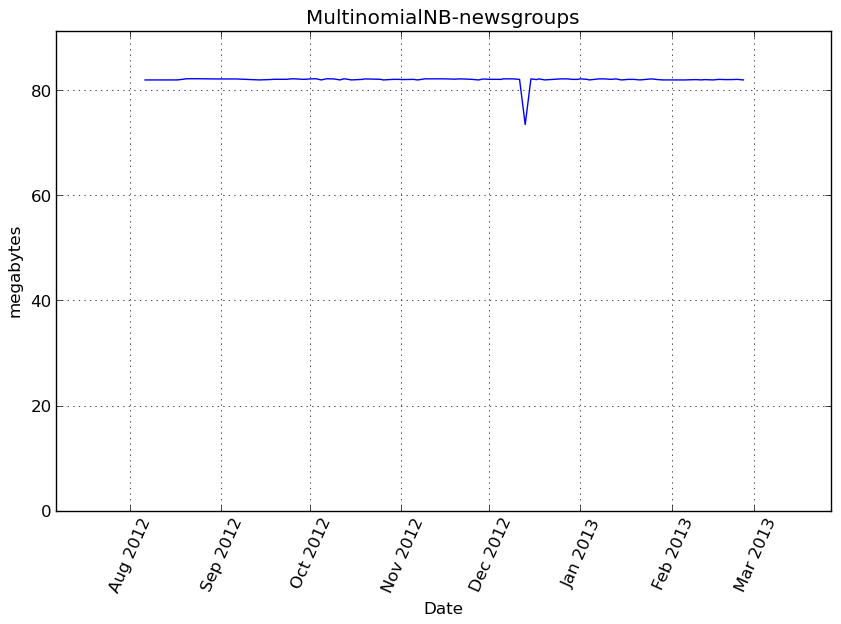 MultinomialNB-newsgroups
megabytes
80
60
40
20
0
Aug 2012
Sep 2012
Oct 2012
Nov 2012
Dec 2012
Jan 2013
Feb 2013
Mar 2013
Date